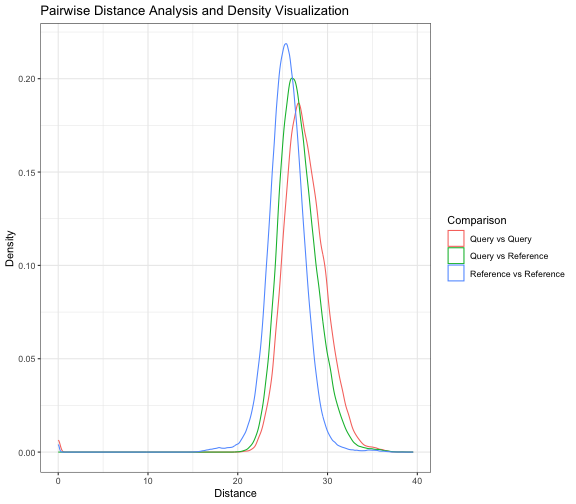 Pairwise Distance Analysis and Density Visualization
0.20
0.15
0.10
0.05
0.00
Density
0
10
20
30
40
Distance
Comparison
Query vs Query
Query vs Reference
Reference vs Reference